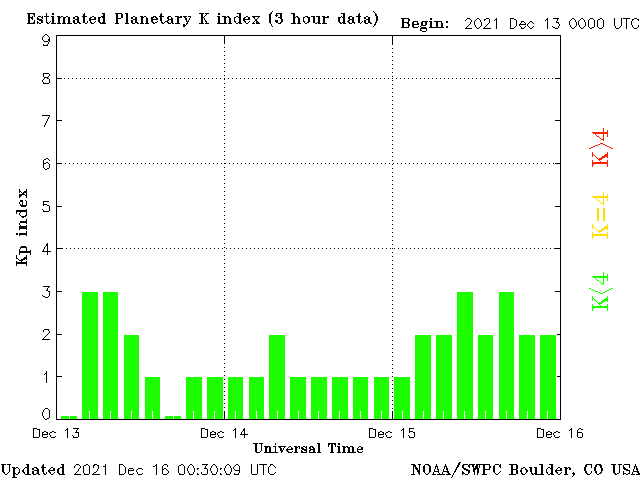 Estimated Planetary K index (3 hour data) Begin: 2021 Dec 13 0000 UTC
9
8
7
6
5
4
3
2
1
0
Kp index
K>4
K=4
K<4
Dec 13 Dec 14 Dec 15 Dec 16
Universal Time
Updated 2021 Dec 16 00:30:09 UTC NOAA/SWPC Boulder, CO USA